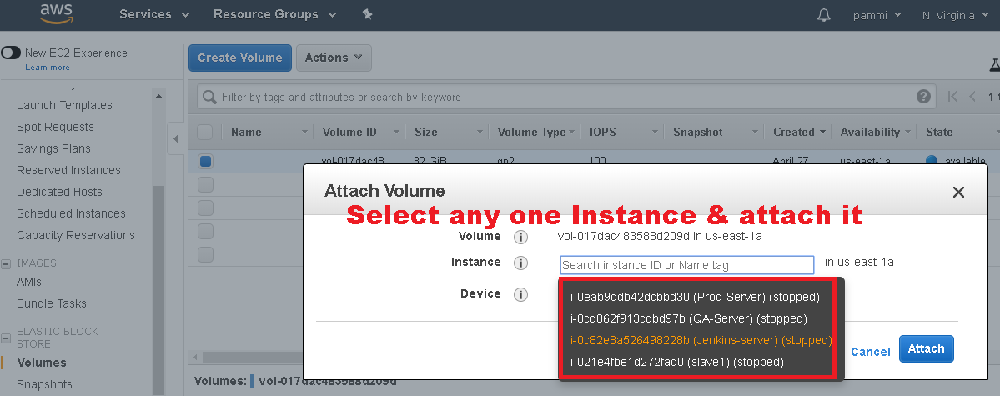 aws
Services
Resource Groups
pammi
N. Virginia
New EC2 Experience
Learn more
Launch Templates
Spot Requests
Savings Plans
Reserved Instances
Dedicated Hosts
Scheduled Instances
Capacity Reservations
IMAGES
AMIs
Bundle Tasks
ELASTIC BLOCK
STORE
Volumes
Snapshots
Create Volume
Actions
Filter by tags and attributes or search by keyword
Name Volume ID Size Volume Type IOPS Snapshot Created Availability State
vol-017dac48 32 GiB gp2 100 April 27 us-east-1a available
Attach Volume
Select any one Instance & attach it
Volume i vol-017dac483588d209d in us-east-1a
Instance i Search instance ID or Name tag in us-east-1a
Device i
i-0eab9ddb42dcbbd30 (Prod-Server) (stopped)
i-0cd862f913cdbd97b (QA-Server) (stopped)
i-0c82e8a526498228b (Jenkins-server) (stopped)
i-021e4fbe1d272fad0 (slave1) (stopped)
Cancel
Attach
Volumes: vol-017dac483588d209d